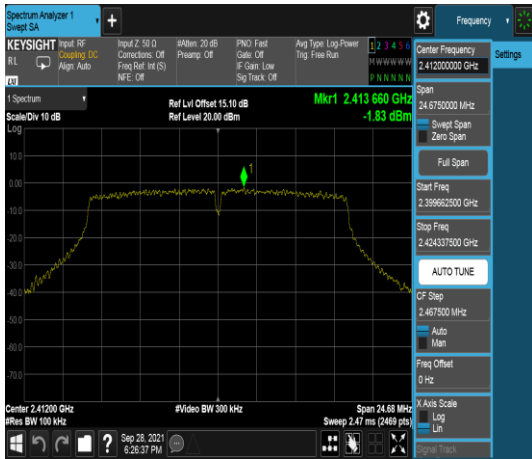 Spectrum Analyzer 1
Swept SA
Frequency
KEYSIGHT
Input: RF
Coupling: DC
Align: Auto
Input Z: 50 Ω
Corrections: Off
Freq Ref: Int (S)
NFE: Off
#Atten: 20 dB
Preamp: Off
PNO: Fast
Gate: Off
IF Gain: Low
Sig Track: Off
Avg Type: Log-Power
Trig: Free Run
1 2 3 4 5 6
M W W W W W
P N N N N N
RL
LXI
1 Spectrum
Scale/Div 10 dB
Log
Ref Lvl Offset 15.10 dB
Ref Level 20.00 dBm
Mkr1 2.413 660 GHz
-1.83 dBm
10.0
0.00
-10.0
-20.0
-30.0
-40.0
-50.0
-60.0
-70.0
1
Center 2.41200 GHz
#Res BW 100 kHz
#Video BW 300 kHz
Span 24.68 MHz
Sweep 2.47 ms (2469 pts)
Sep 28, 2021
6:26:37 PM
?
Center Frequency
2.412000000 GHz
Span
24.6750000 MHz
Swept Span
Zero Span
Full Span
Start Freq
2.399662500 GHz
Stop Freq
2.424337500 GHz
AUTO TUNE
CF Step
2.467500 MHz
Auto
Man
Freq Offset
0 Hz
X Axis Scale
Log
Lin
Signal Track
Settings